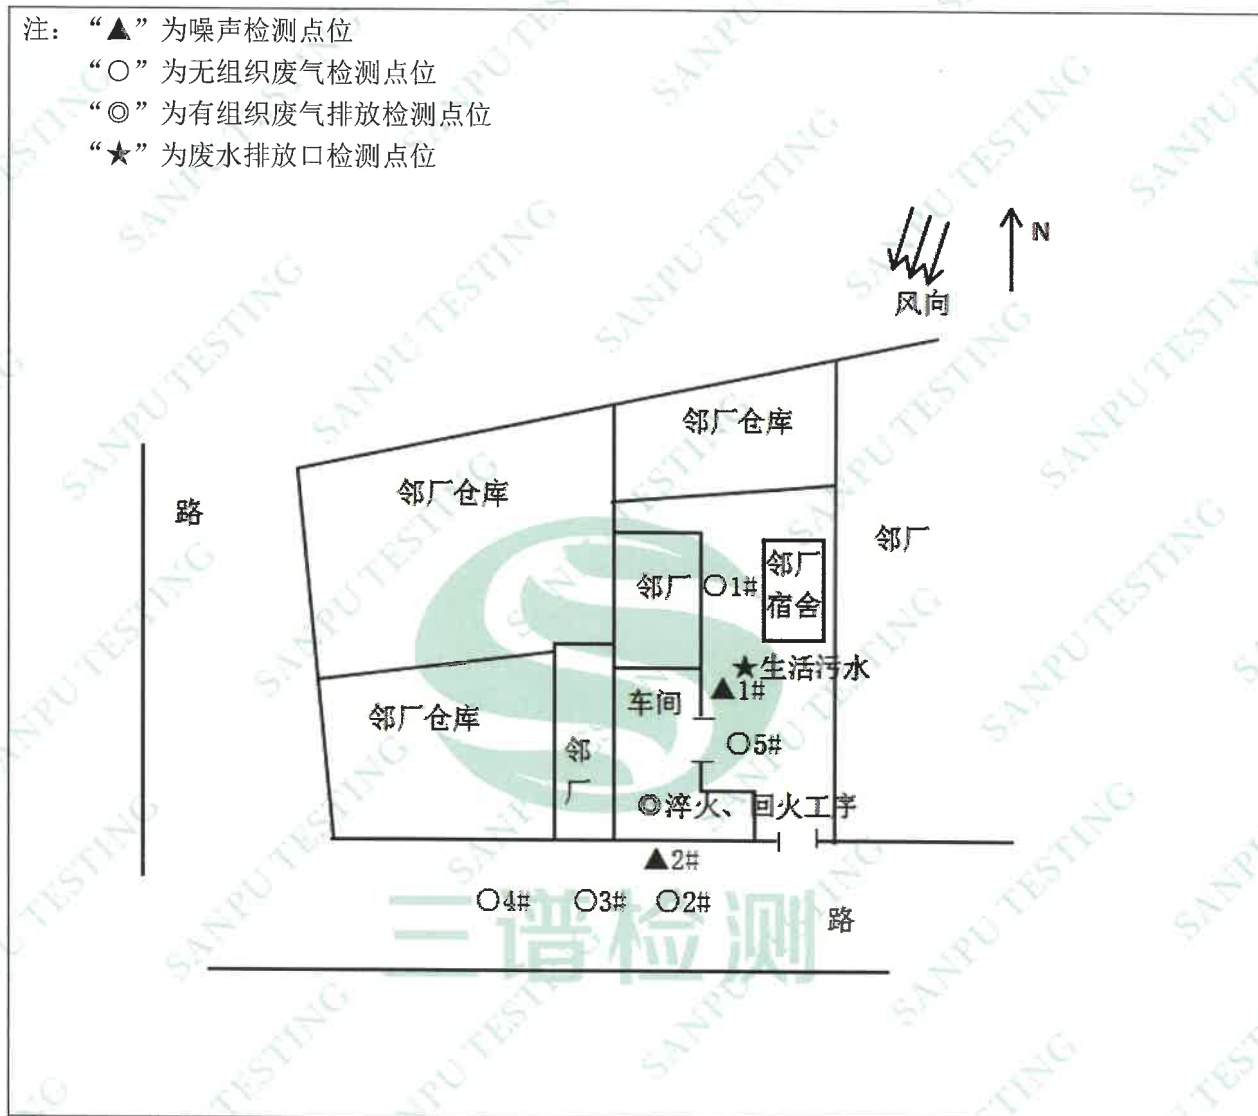 注：“▲”为噪声检测点位
“○”为无组织废气检测点位
“◎”为有组织废气排放检测点位
“★”为废水排放口检测点位
N
风向
邻厂仓库
邻厂仓库
路
邻厂
邻厂
宿舍
邻厂 ○1#
★生活污水
▲1#
车间
邻厂仓库
○5#
邻
厂
◎淬火、回火工序
▲2#
○4# ○3# ○2#
路
三谱检测
SANPU TESTING